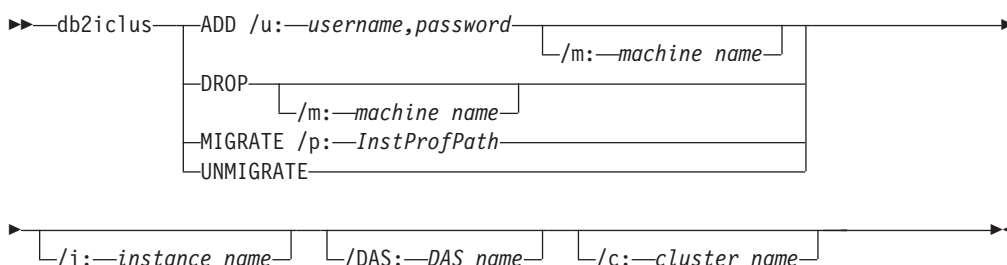 db2iclus ADD /u: username,password
/m: machine name
DROP
/m: machine name
MIGRATE /p: InstProfPath
UNMIGRATE
/i: instance name /DAS: DAS name /c: cluster name